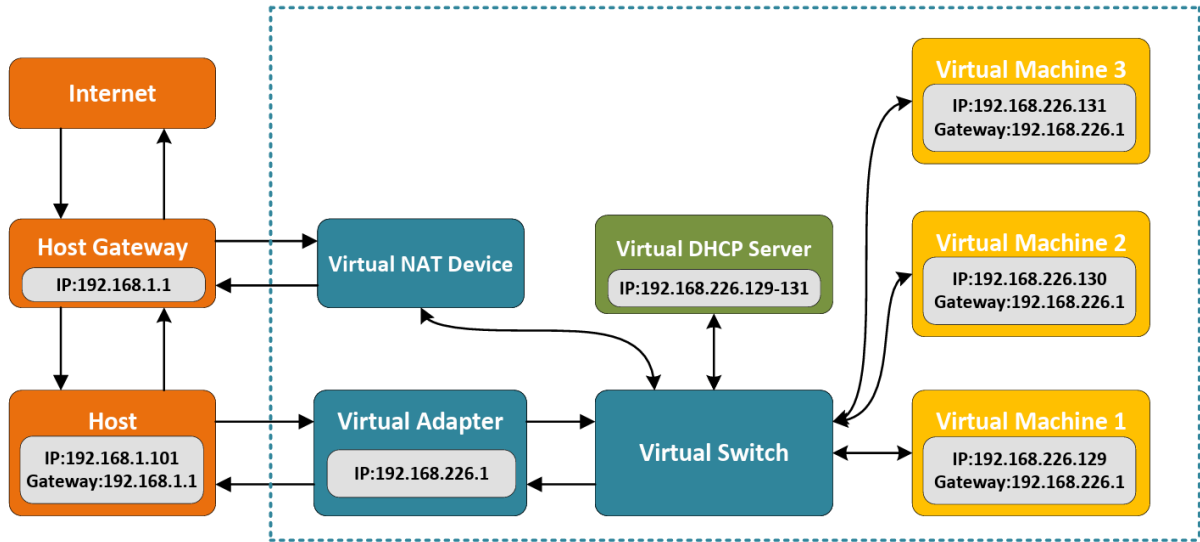 Internet
Host Gateway
IP:192.168.1.1
Host
IP:192.168.1.101
Gateway:192.168.1.1
Virtual NAT Device
Virtual Adapter
IP:192.168.226.1
Virtual DHCP Server
IP:192.168.226.129-131
Virtual Switch
Virtual Machine 3
IP:192.168.226.131
Gateway:192.168.226.1
Virtual Machine 2
IP:192.168.226.130
Gateway:192.168.226.1
Virtual Machine 1
IP:192.168.226.129
Gateway:192.168.226.1